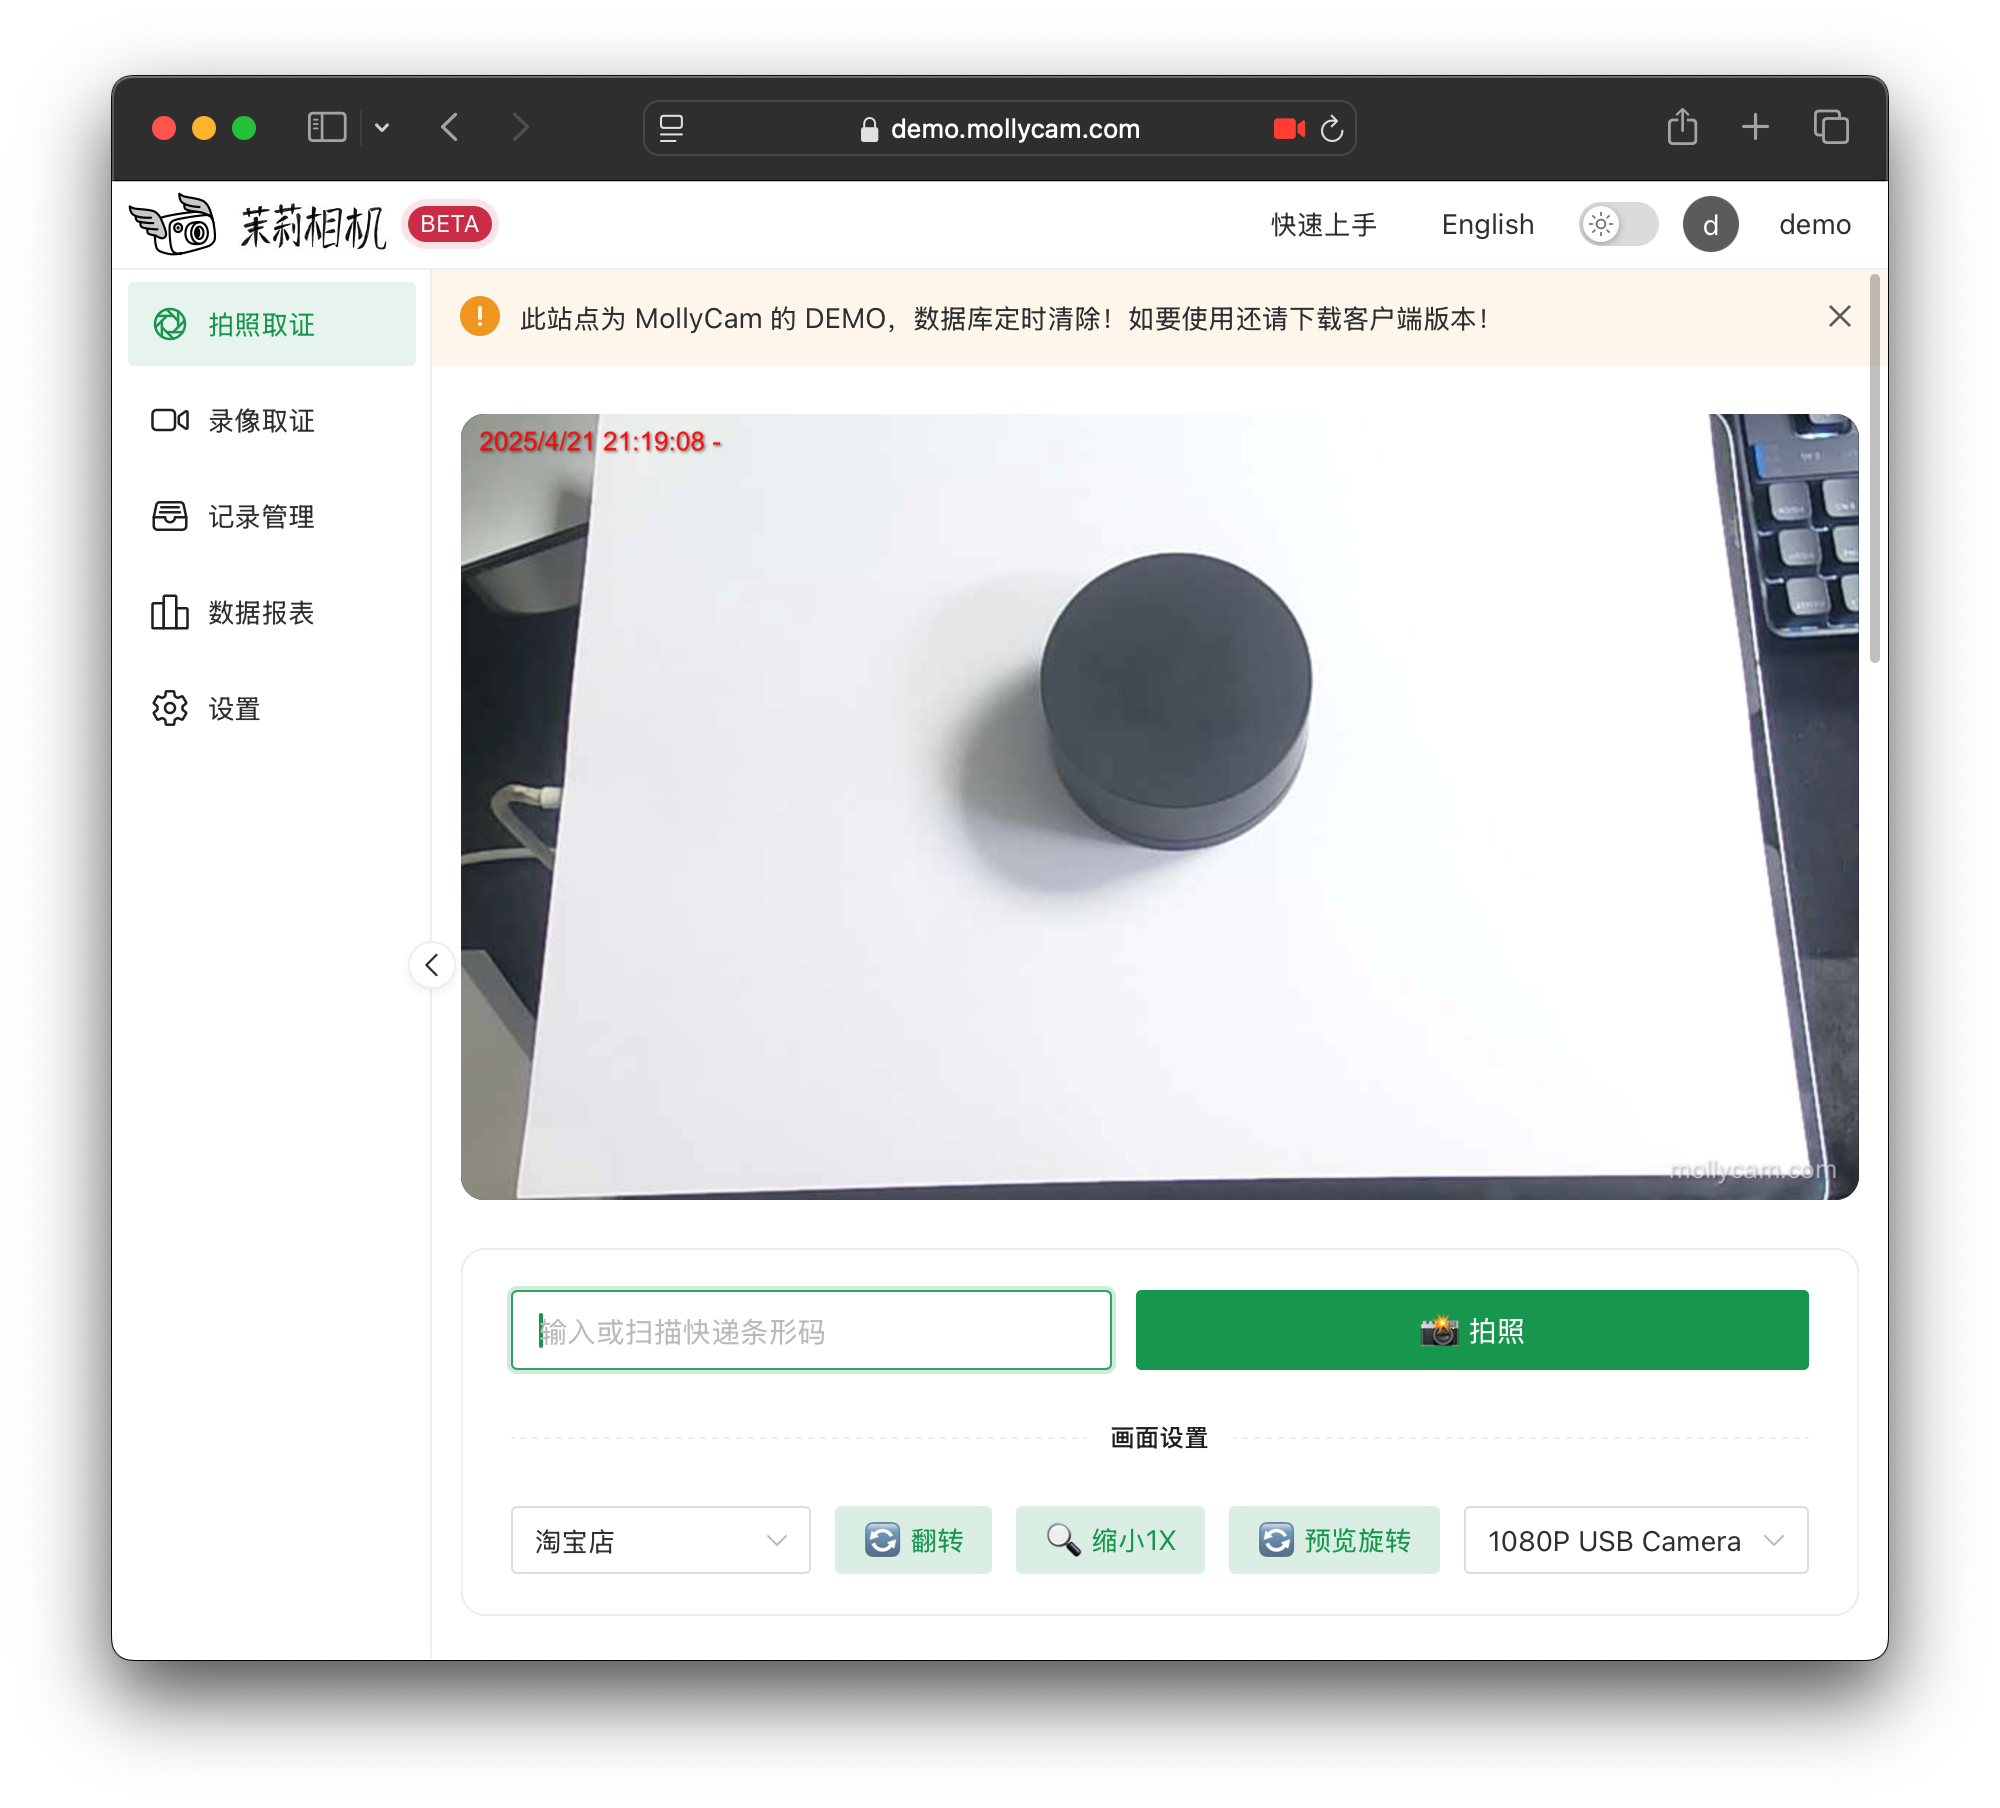 demo.mollycam.com
茉莉相机 BETA
快速上手 English d demo
拍照取证
录像取证
记录管理
数据报表
设置
此站点为 MollyCam 的 DEMO，数据库定时清除！如要使用还请下载客户端版本！
2025/4/21 21:19:08 -
mollycam.com
输入或扫描快递条形码
拍照
画面设置
淘宝店
翻转
缩小1X
预览旋转
1080P USB Camera